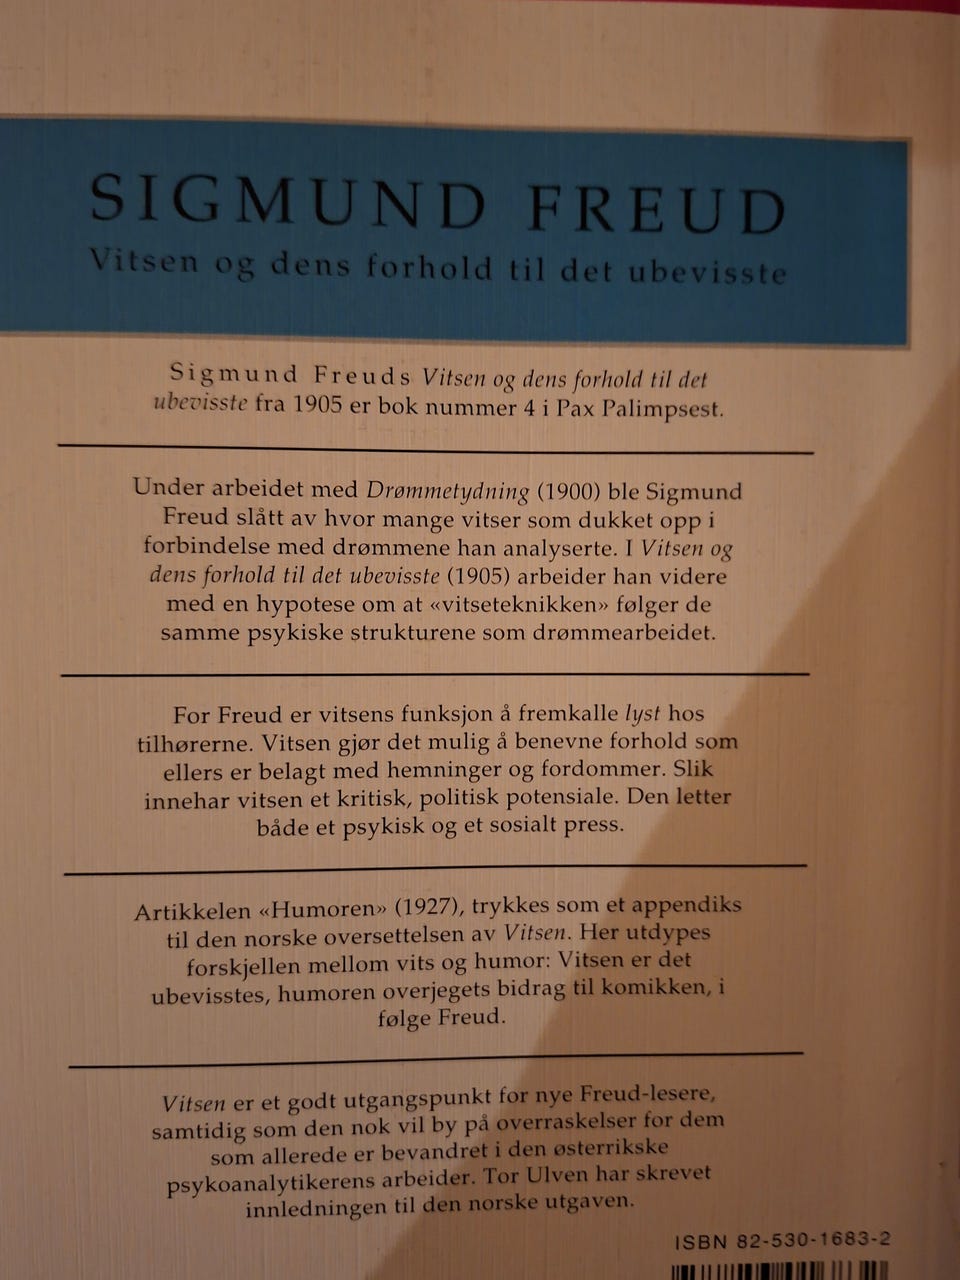 SIGMUND FREUD
Vitsen og dens forhold til det ubevisste
Sigmund Freuds Vitsen og dens forhold til det
ubevisste fra 1905 er bok nummer 4 i Pax Palimpsest.
Under arbeidet med Drømmetydning (1900) ble Sigmund
Freud slått av hvor mange vitser som dukket opp i
forbindelse med drømmene han analyserte. I Vitsen og
dens forhold til det ubevisste (1905) arbeider han videre
med en hypotese om at «vitseteknikken» følger de
samme psykiske strukturene som drømmearbeidet.
For Freud er vitsens funksjon å fremkalle lyst hos
tilhørerne. Vitsen gjør det mulig å benevne forhold som
ellers er belagt med hemninger og fordommer. Slik
innehar vitsen et kritisk, politisk potensiale. Den letter
både et psykisk og et sosialt press.
Artikkelen «Humoren» (1927), trykkes som et appendiks
til den norske oversettelsen av Vitsen. Her utdypes
forskjellen mellom vits og humor: Vitsen er det
ubevisstes, humoren overjegets bidrag til komikken, i
følge Freud.
Vitsen er et godt utgangspunkt for nye Freud-lesere,
samtidig som den nok vil by på overraskelser for dem
som allerede er bevandret i den østerrikske
psykoanalytikerens arbeider. Tor Ulven har skrevet
innledningen til den norske utgaven.
ISBN 82-530-1683-2